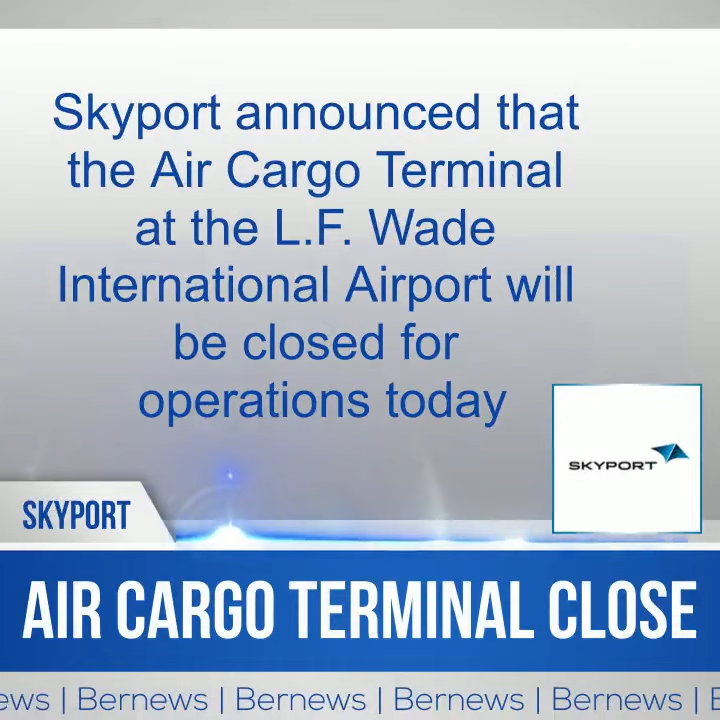 Skyport announced that
the Air Cargo Terminal
at the L.F. Wade
International Airport will
be closed for
operations today
SKYPORT
SKYPORT
AIR CARGO TERMINAL CLOSE
ews | Bernews | Bernews | Bernews | Bernews | B